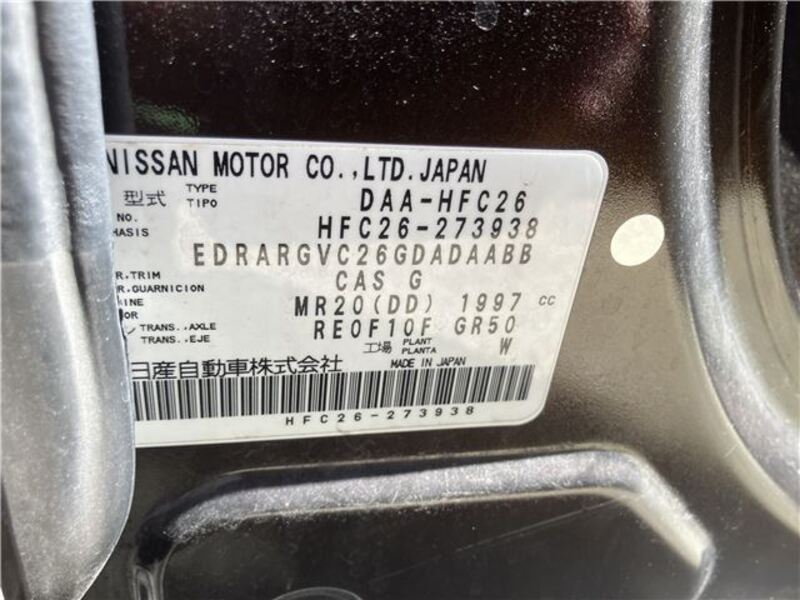 NISSAN MOTOR CO.,LTD.JAPAN
型式 TYPE TIPO DAA-HFC26
NO. HASIS HFC26-273938
EDRARGVC26GDADAABB
R,TRIM R.GUARNICION CAS G
INE OR MR20(DD) 1997 CC
TRANS.,AXLE TRANS.,EJE RE0F10F GR50
工場 PLANT PLANTA W
日産自動車株式会社 MADE IN JAPAN
HFC26-273938